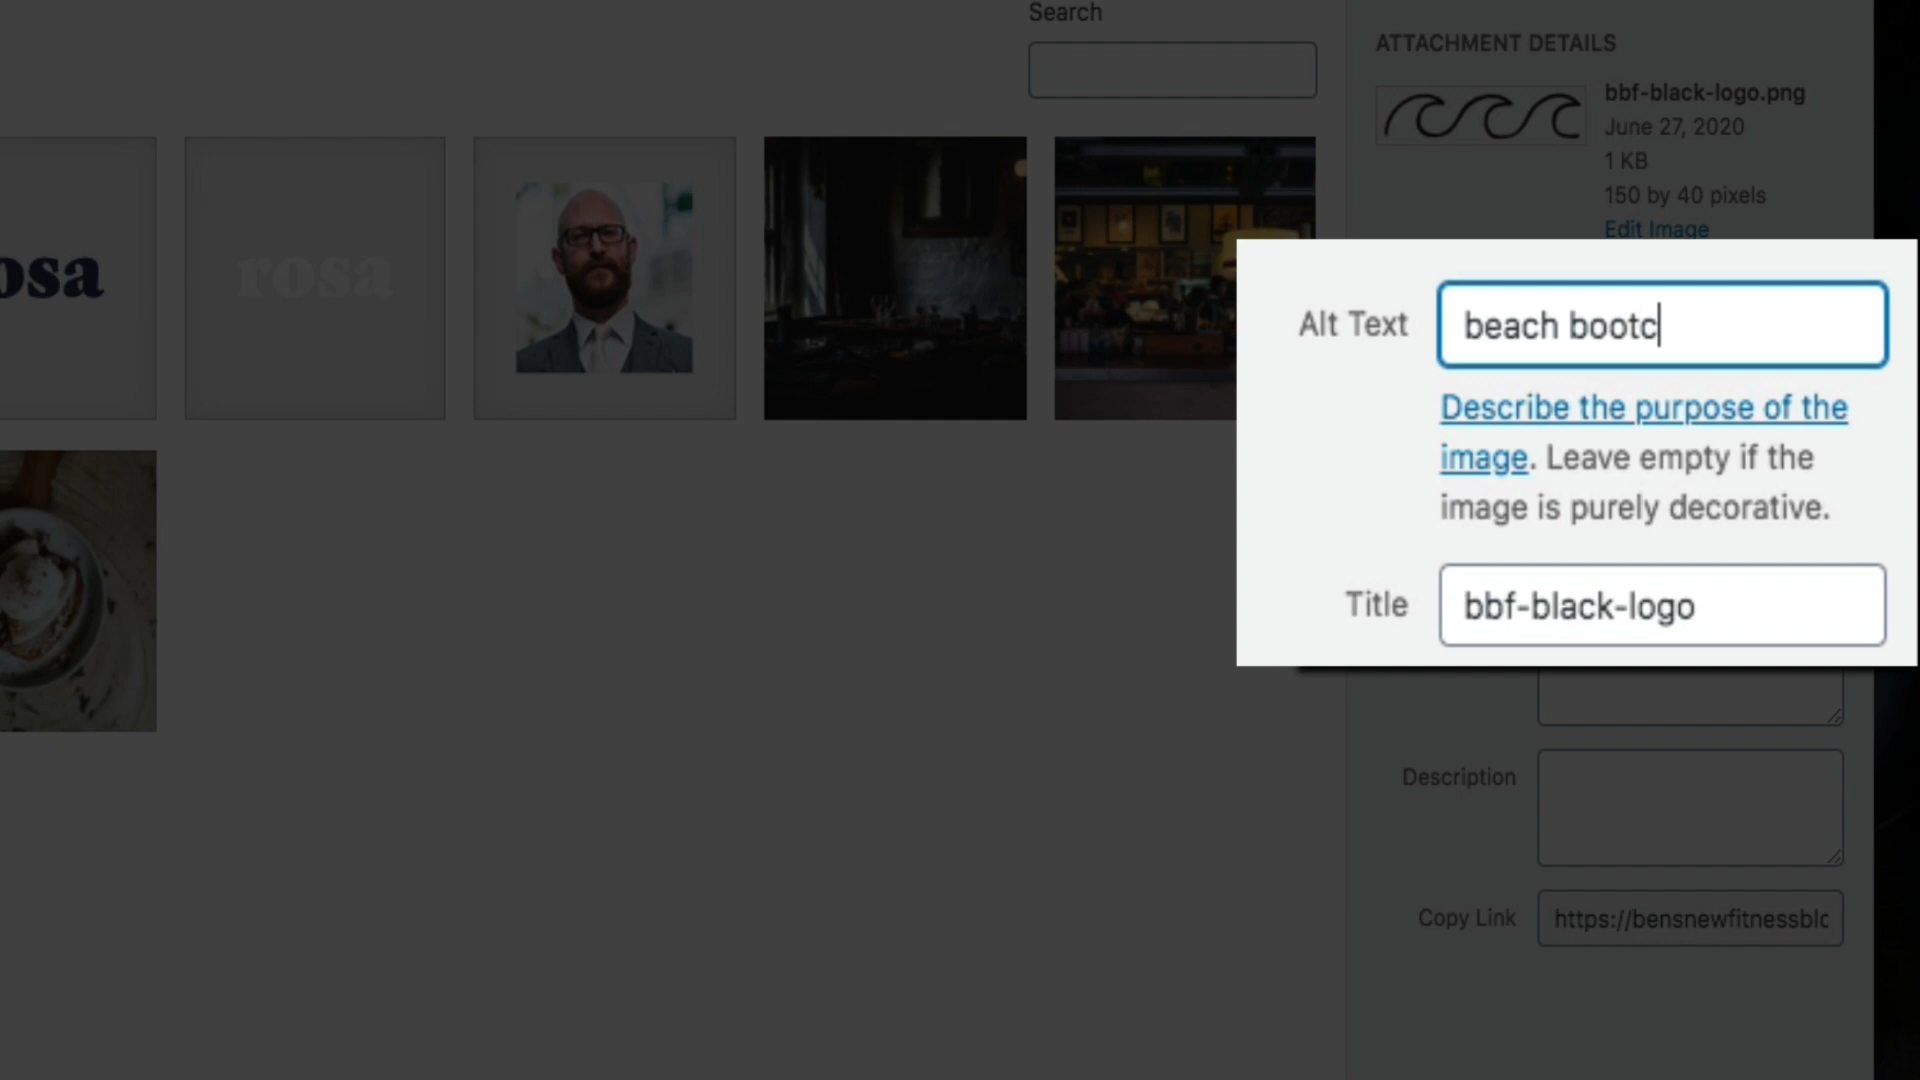 Search
ATTACHMENT DETAILS
bbf-black-logo.png
June 27, 2020
1 KB
150 by 40 pixels
Edit Image
osa
rosa
Alt Text
beach bootc
Describe the purpose of the
image. Leave empty if the
image is purely decorative.
Title
bbf-black-logo
Description
Copy Link
https://bensnewfitnessblc